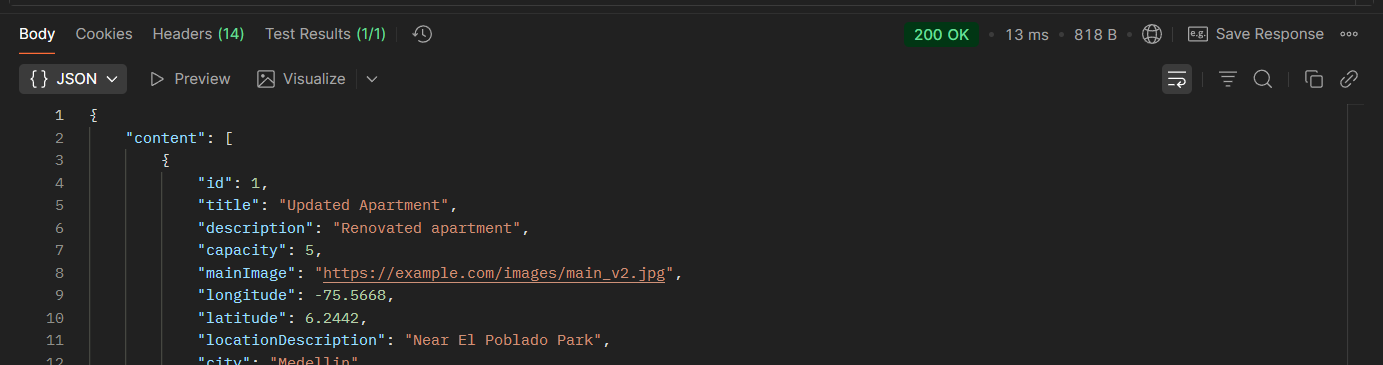 Body Cookies Headers (14) Test Results (1/1) 200 OK • 13 ms • 818 B • e.g. Save Response
{} JSON Preview Visualize
1 {
2 "content": [
3 {
4 "id": 1,
5 "title": "Updated Apartment",
6 "description": "Renovated apartment",
7 "capacity": 5,
8 "mainImage": "https://example.com/images/main_v2.jpg",
9 "longitude": -75.5668,
10 "latitude": 6.2442,
11 "locationDescription": "Near El Poblado Park",
12 "city": "Medellin"